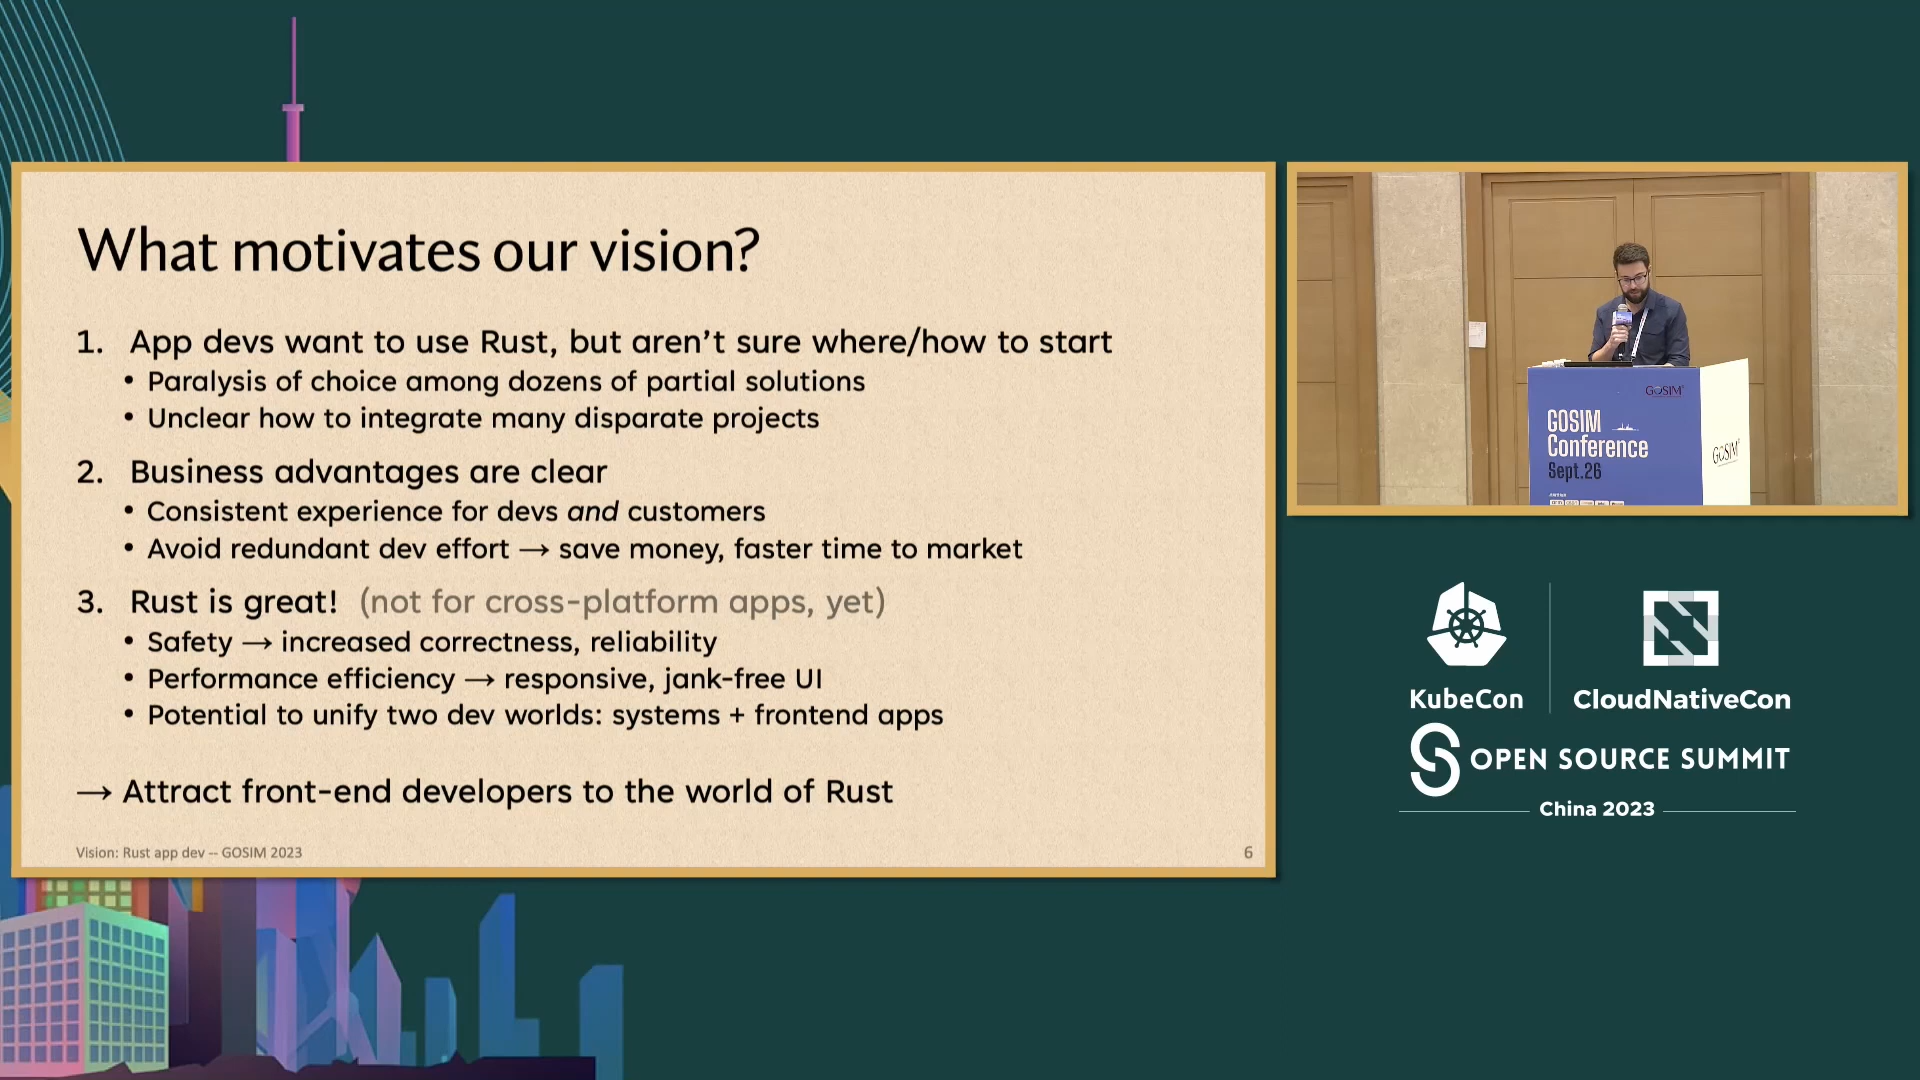 What motivates our vision?
1. App devs want to use Rust, but aren't sure where/how to start
• Paralysis of choice among dozens of partial solutions
• Unclear how to integrate many disparate projects
2. Business advantages are clear
• Consistent experience for devs and customers
• Avoid redundant dev effort → save money, faster time to market
3. Rust is great! (not for cross-platform apps, yet)
• Safety → increased correctness, reliability
• Performance efficiency → responsive, jank-free UI
• Potential to unify two dev worlds: systems + frontend apps
→ Attract front-end developers to the world of Rust
Vision: Rust app dev -- GOSIM 2023
6
GOSIM
GOSIM
Conference
Sept.26
GOSIM
KubeCon
CloudNativeCon
OPEN SOURCE SUMMIT
China 2023